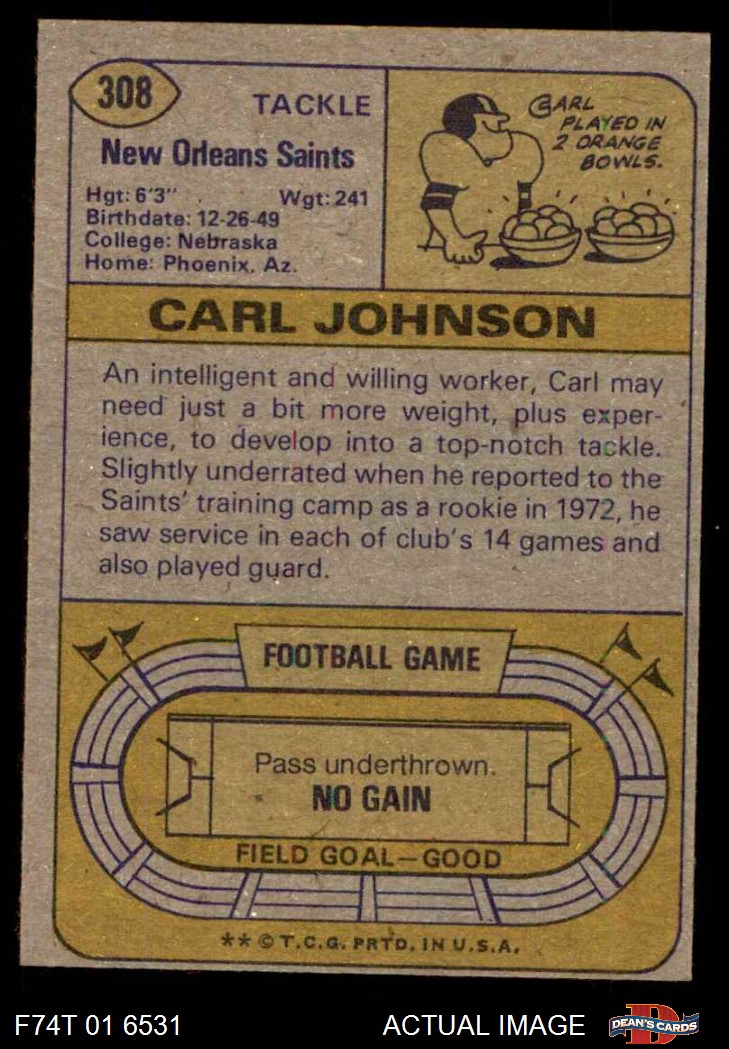 308
TACKLE
New Orleans Saints
Hgt: 6'3" Wgt: 241
Birthdate: 12-26-49
College: Nebraska
Home: Phoenix, Az.
CARL
PLAYED IN
2 ORANGE
BOWLS.
CARL JOHNSON
An intelligent and willing worker, Carl may
need just a bit more weight, plus exper-
ience, to develop into a top-notch tackle.
Slightly underrated when he reported to the
Saints' training camp as a rookie in 1972, he
saw service in each of club's 14 games and
also played guard.
FOOTBALL GAME
Pass underthrown.
NO GAIN
FIELD GOAL—GOOD
** © T.C.G. PRTD. IN U.S.A.
F74T 01 6531
ACTUAL IMAGE
DEAN'S CARDS